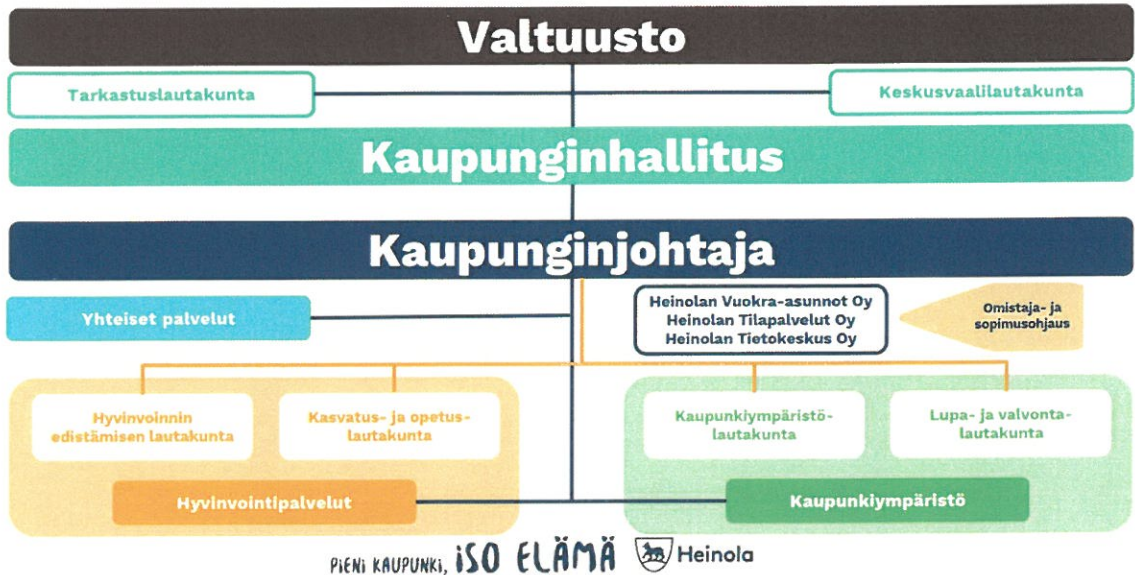 Valtuusto
Tarkastuslautakunta
Keskusvaalilautakunta
Kaupunginhallitus
Kaupunginjohtaja
Yhteiset palvelut
Heinolan Vuokra-asunnot Oy
Heinolan Tilapalvelut Oy
Heinolan Tietokeskus Oy
Omistaja- ja
sopimusohjaus
Hyvinvoinnin
edistämisen lautakunta
Kasvatus- ja opetus-
lautakunta
Kaupunkiympäristö-
lautakunta
Lupa- ja valvonta-
lautakunta
Hyvinvointipalvelut
Kaupunkiympäristö
PIENI KAUPUNKI, ISO ELÄMÄ Heinola